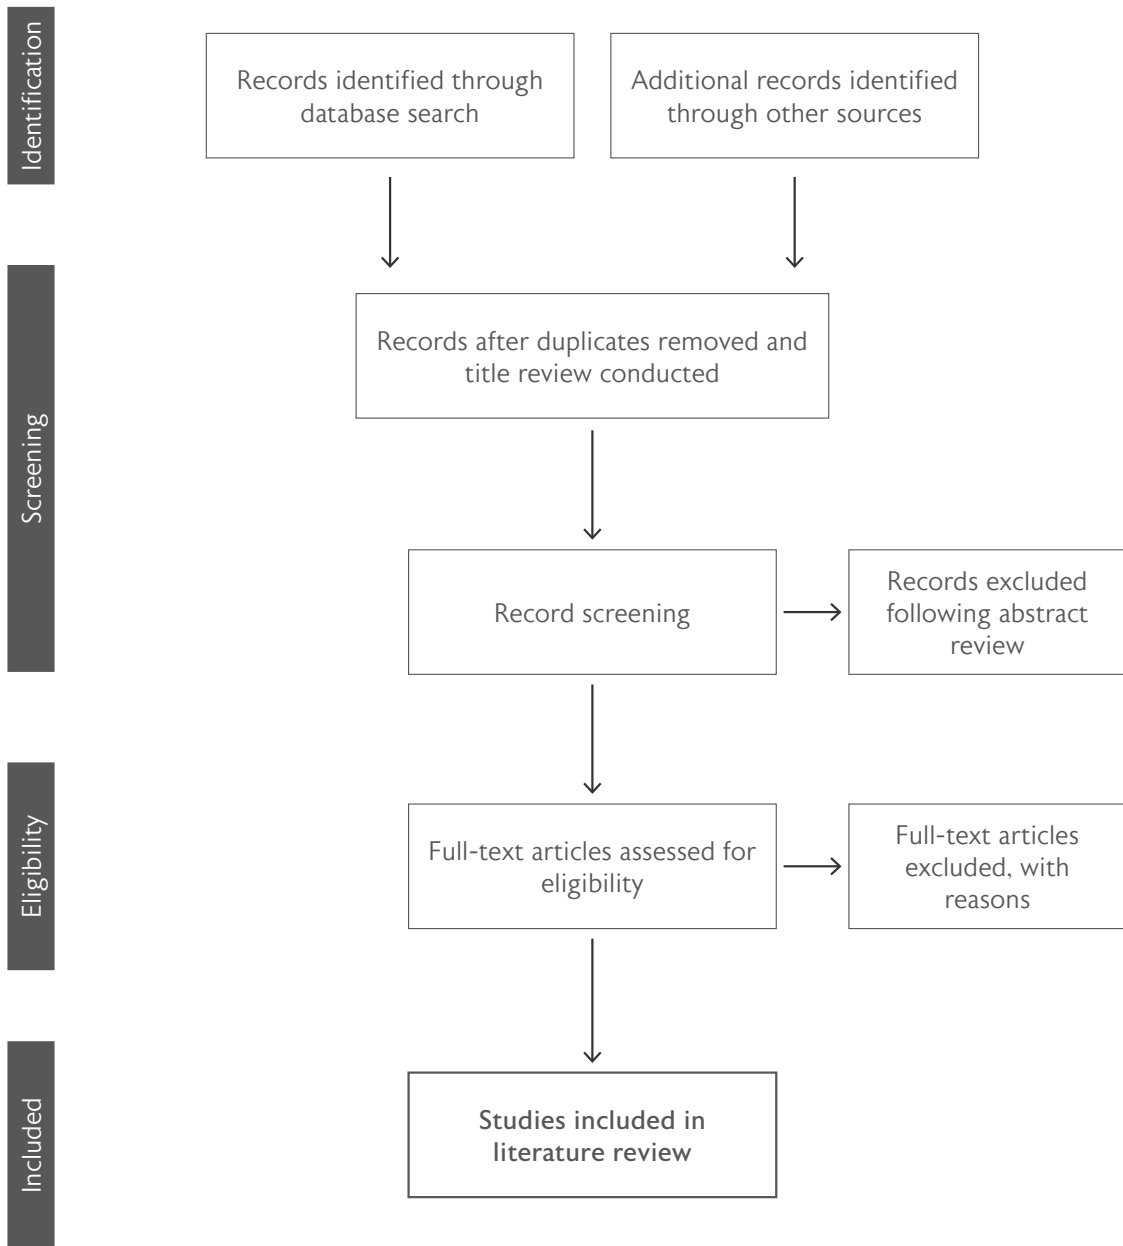 Identification
Records identified through
database search
Additional records identified
through other sources
Screening
Records after duplicates removed and
title review conducted
Record screening
Records excluded
following abstract
review
Eligibility
Full-text articles assessed for
eligibility
Full-text articles
excluded, with
reasons
Included
Studies included in
literature review